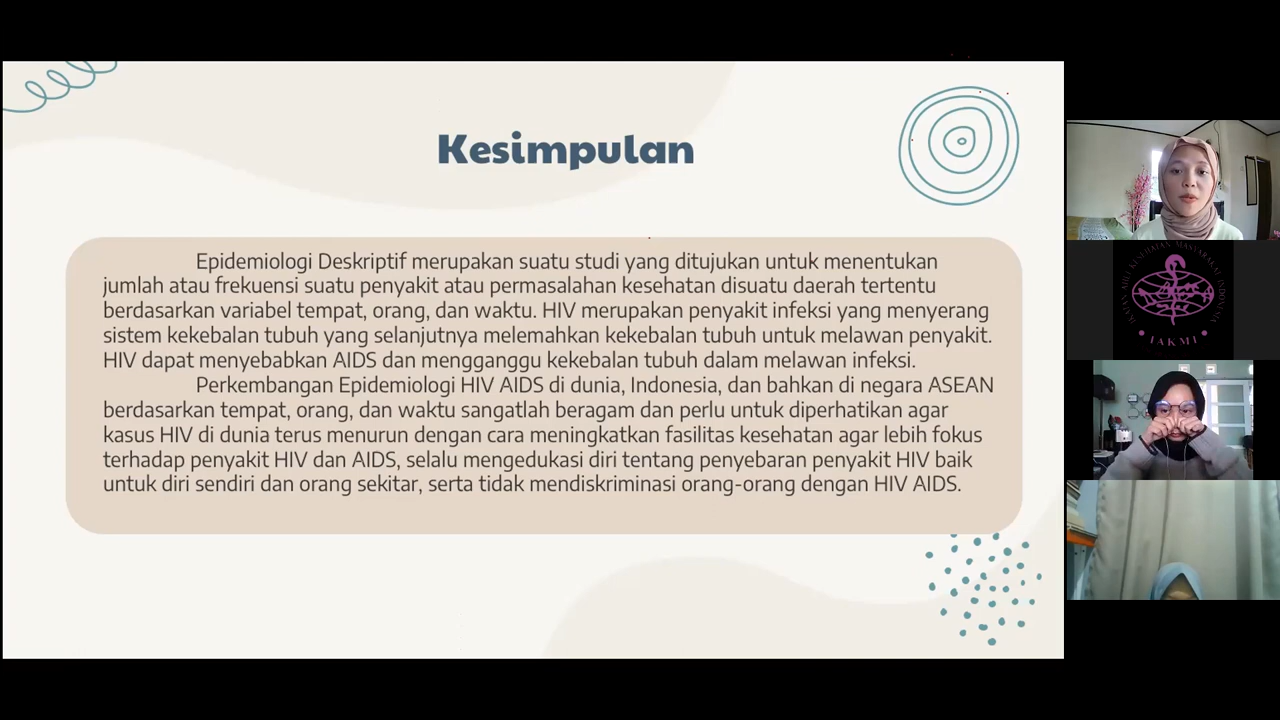 Kesimpulan
Epidemiologi Deskriptif merupakan suatu studi yang ditujukan untuk menentukan
jumlah atau frekuensi suatu penyakit atau permasalahan kesehatan disuatu daerah tertentu
berdasarkan variabel tempat, orang, dan waktu. HIV merupakan penyakit infeksi yang menyerang
sistem kekebalan tubuh yang selanjutnya melemahkan kekebalan tubuh untuk melawan penyakit.
HIV dapat menyebabkan AIDS dan mengganggu kekebalan tubuh dalam melawan infeksi.
Perkembangan Epidemiologi HIV AIDS di dunia, Indonesia, dan bahkan di negara ASEAN
berdasarkan tempat, orang, dan waktu sangatlah beragam dan perlu untuk diperhatikan agar
kasus HIV di dunia terus menurun dengan cara meningkatkan fasilitas kesehatan agar lebih fokus
terhadap penyakit HIV dan AIDS, selalu mengedukasi diri tentang penyebaran penyakit HIV baik
untuk diri sendiri dan orang sekitar, serta tidak mendiskriminasi orang-orang dengan HIV AIDS.
IKATAN AHLI KESEHATAN MASYARAKAT INDONESIA
IAKMI